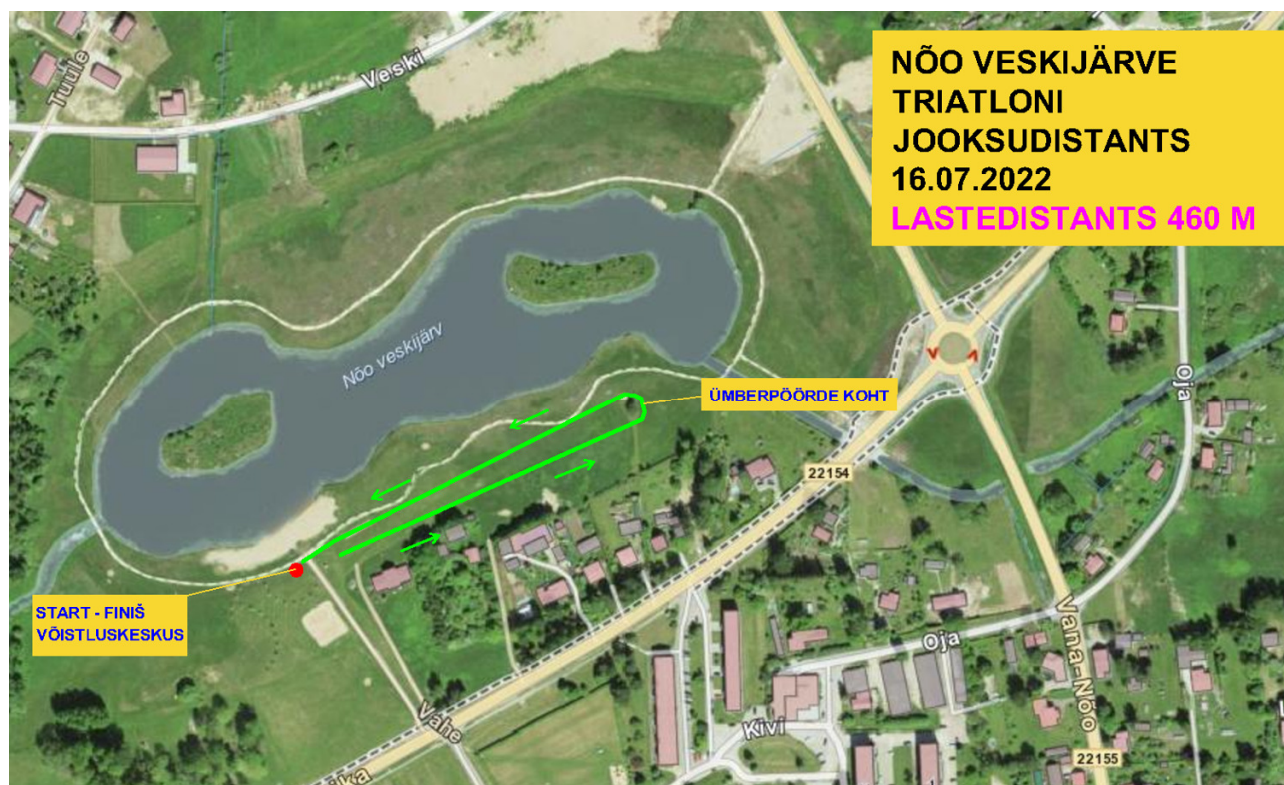 NÕO VESKIJÄRVE
TRIATLONI
JOOKSUDISTANTS
16.07.2022
LASTEDISTANTS 460 M
Tuule
Veski
Nõo veskijärv
ÜMBERPÖÖRDE KOHT
Oja
22154
START - FINIŠ
VÕISTLUSKESKUS
Oja
Vana-Nõo
Vahe
Kivi
22155